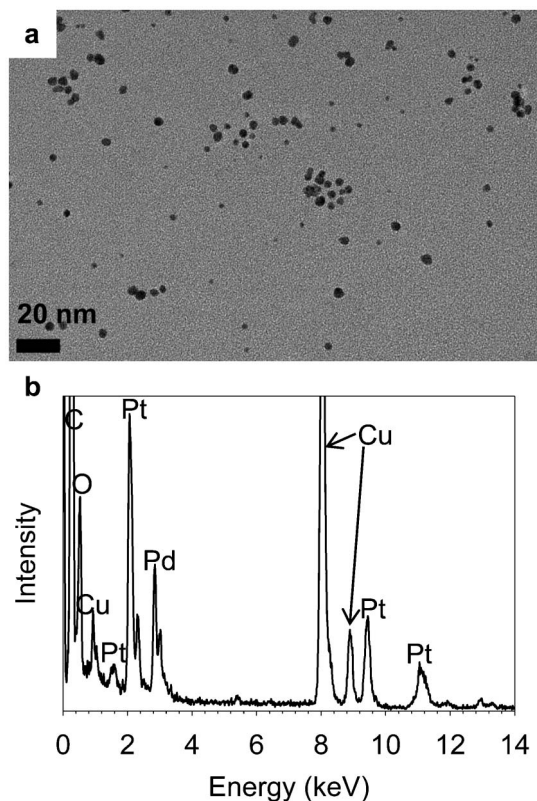 a
20 nm
b
C
Pt
Cu
O
Pd
Cu
Pt
Pt
Pt
Intensity
0 2 4 6 8 10 12 14
Energy (keV)